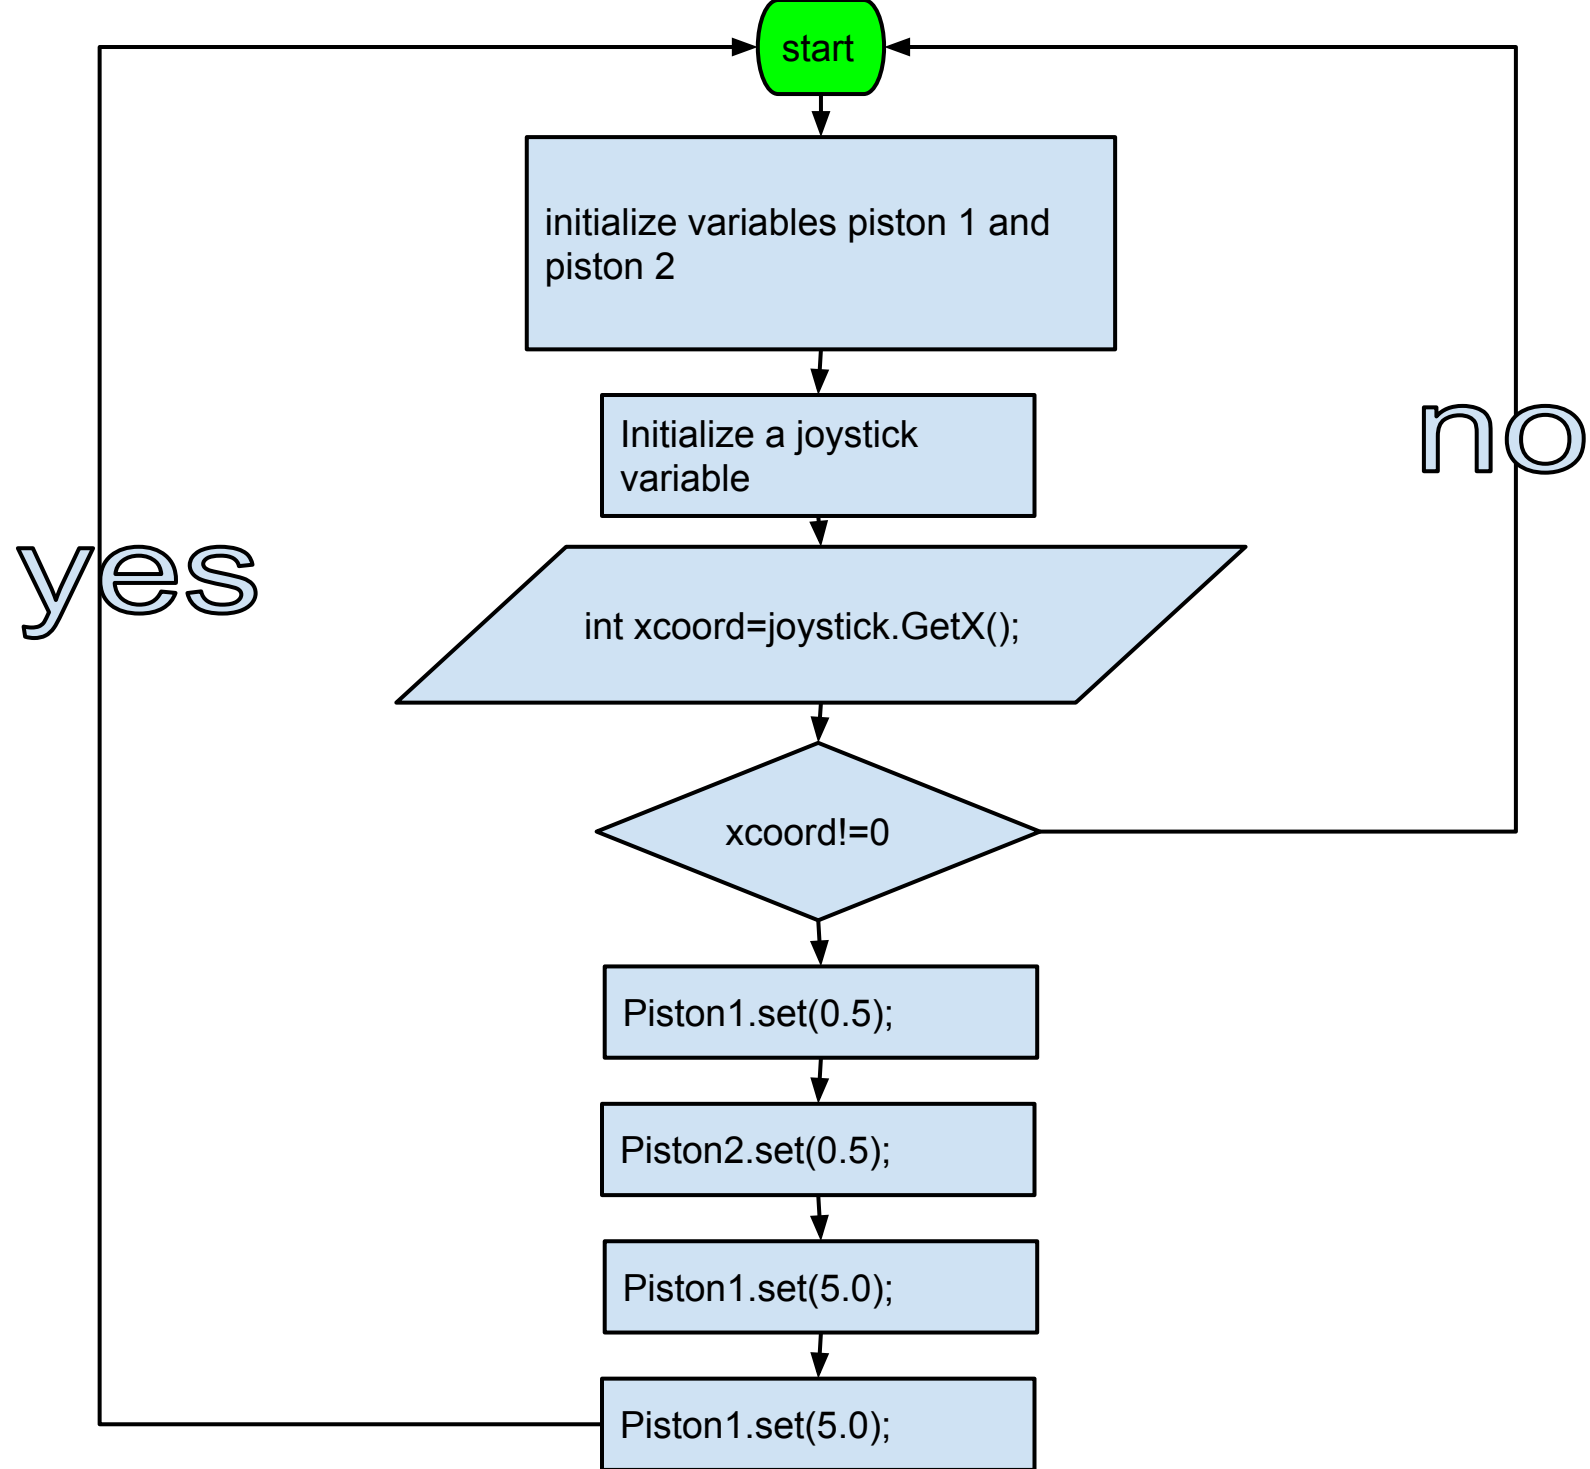 start
initialize variables piston 1 and
piston 2
Initialize a joystick
variable
no
yes
int xcoord=joystick.GetX();
xcoord!=0
Piston1.set(0.5);
Piston2.set(0.5);
Piston1.set(5.0);
Piston1.set(5.0);